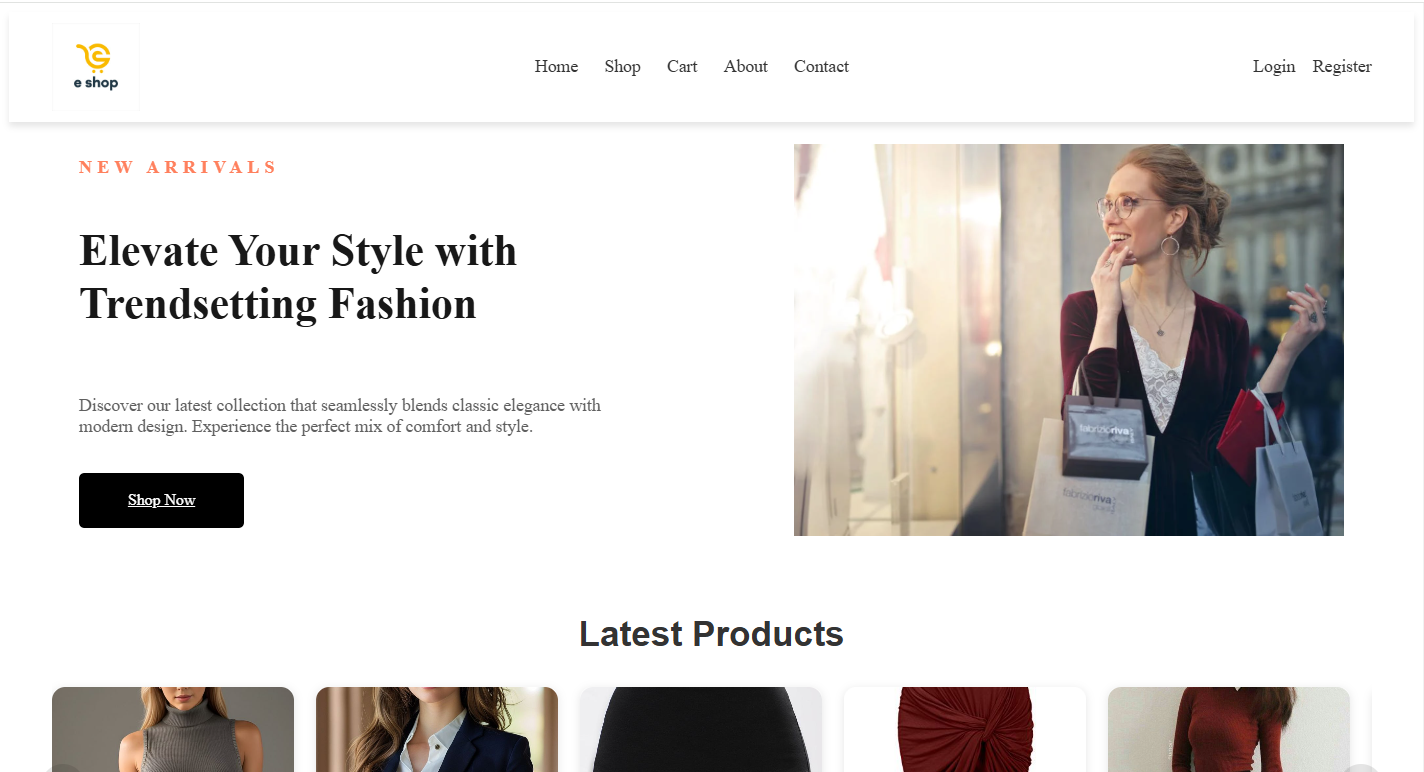 e shop
Home Shop Cart About Contact
Login Register
NEW ARRIVALS
Elevate Your Style with
Trendsetting Fashion
Discover our latest collection that seamlessly blends classic elegance with
modern design. Experience the perfect mix of comfort and style.
Shop Now
fabrizioriva
fabrizioriva
Latest Products